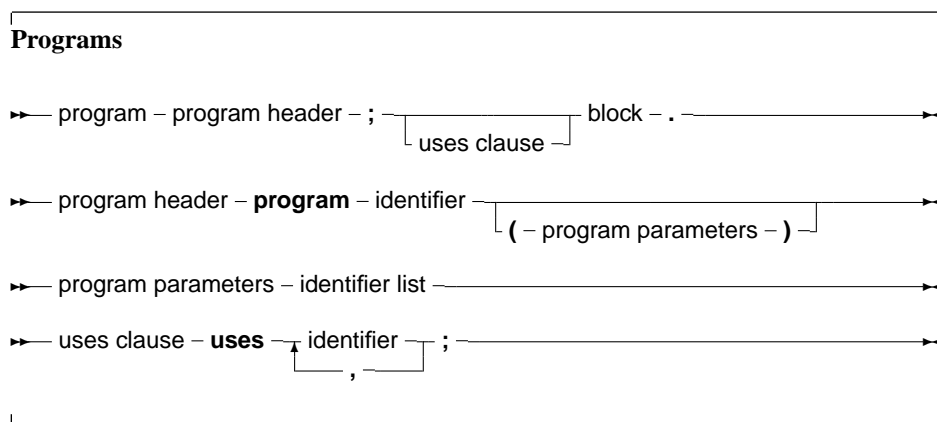 Programs
program – program header – ; block – .
uses clause
program header – program – identifier
( – program parameters – )
program parameters – identifier list
uses clause – uses identifier ;
,